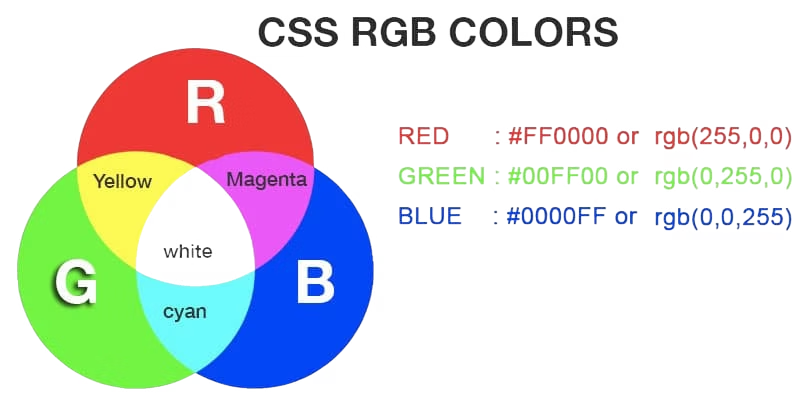 CSS RGB COLORS
R
RED : #FF0000 or rgb(255,0,0)
GREEN : #00FF00 or rgb(0,255,0)
BLUE : #0000FF or rgb(0,0,255)
Yellow
Magenta
white
G
B
cyan